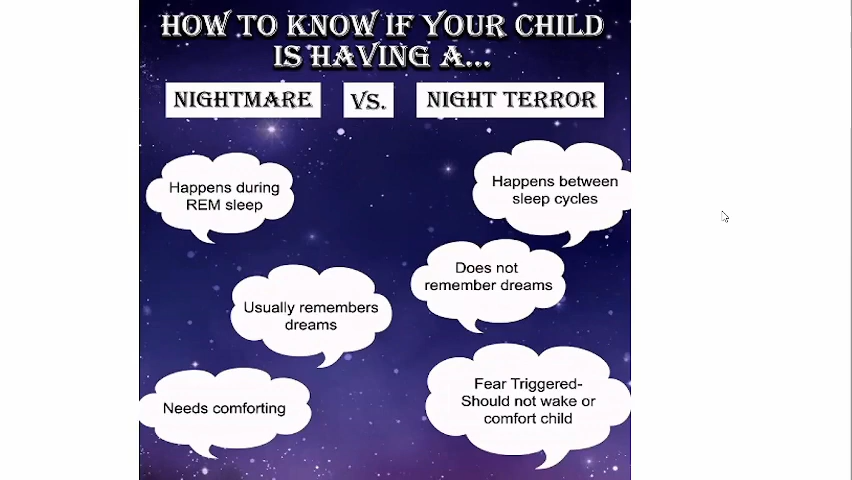 HOW TO KNOW IF YOUR CHILD
IS HAVING A...
NIGHTMARE VS. NIGHT TERROR
Happens during
REM sleep
Happens between
sleep cycles
Usually remembers
dreams
Does not
remember dreams
Needs comforting
Fear Triggered-
Should not wake or
comfort child